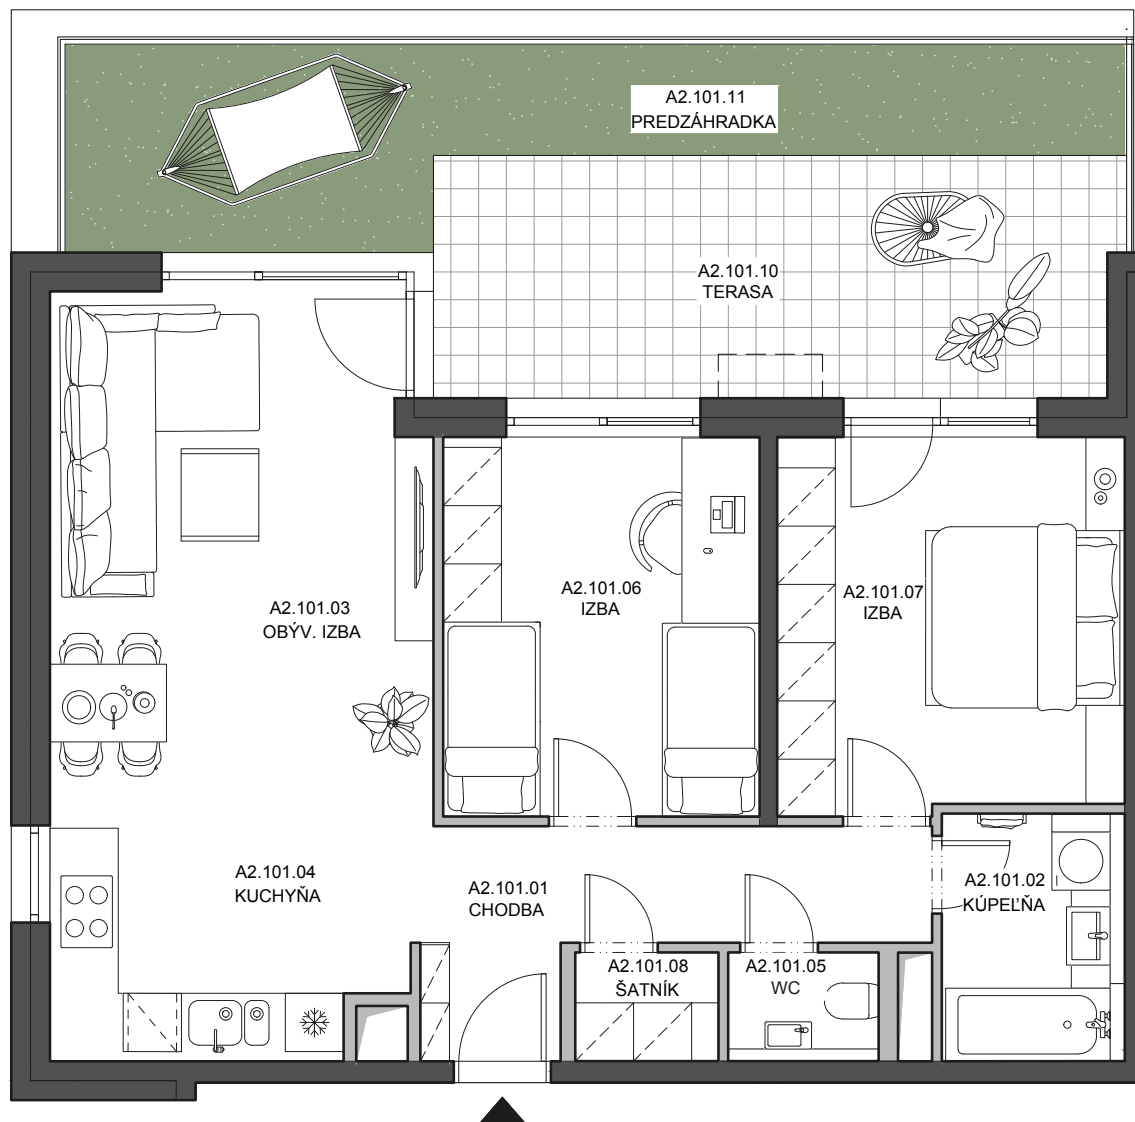 A2.101.11
PREDZÁHRADKA
A2.101.10
TERASA
A2.101.06
IZBA
A2.101.07
IZBA
A2.101.03
OBÝV. IZBA
A2.101.04
KUCHYŇA
A2.101.01
CHODBA
A2.101.02
KÚPEĽŇA
A2.101.08
ŠATNÍK
A2.101.05
WC